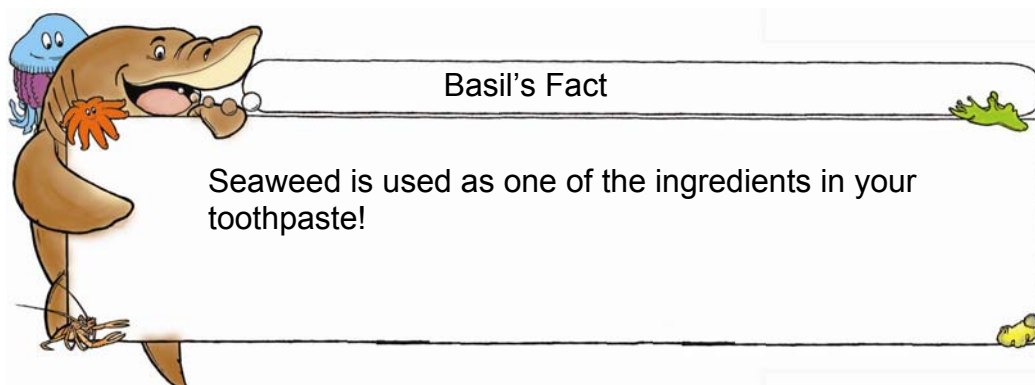 Basil’s Fact
Seaweed is used as one of the ingredients in your
toothpaste!